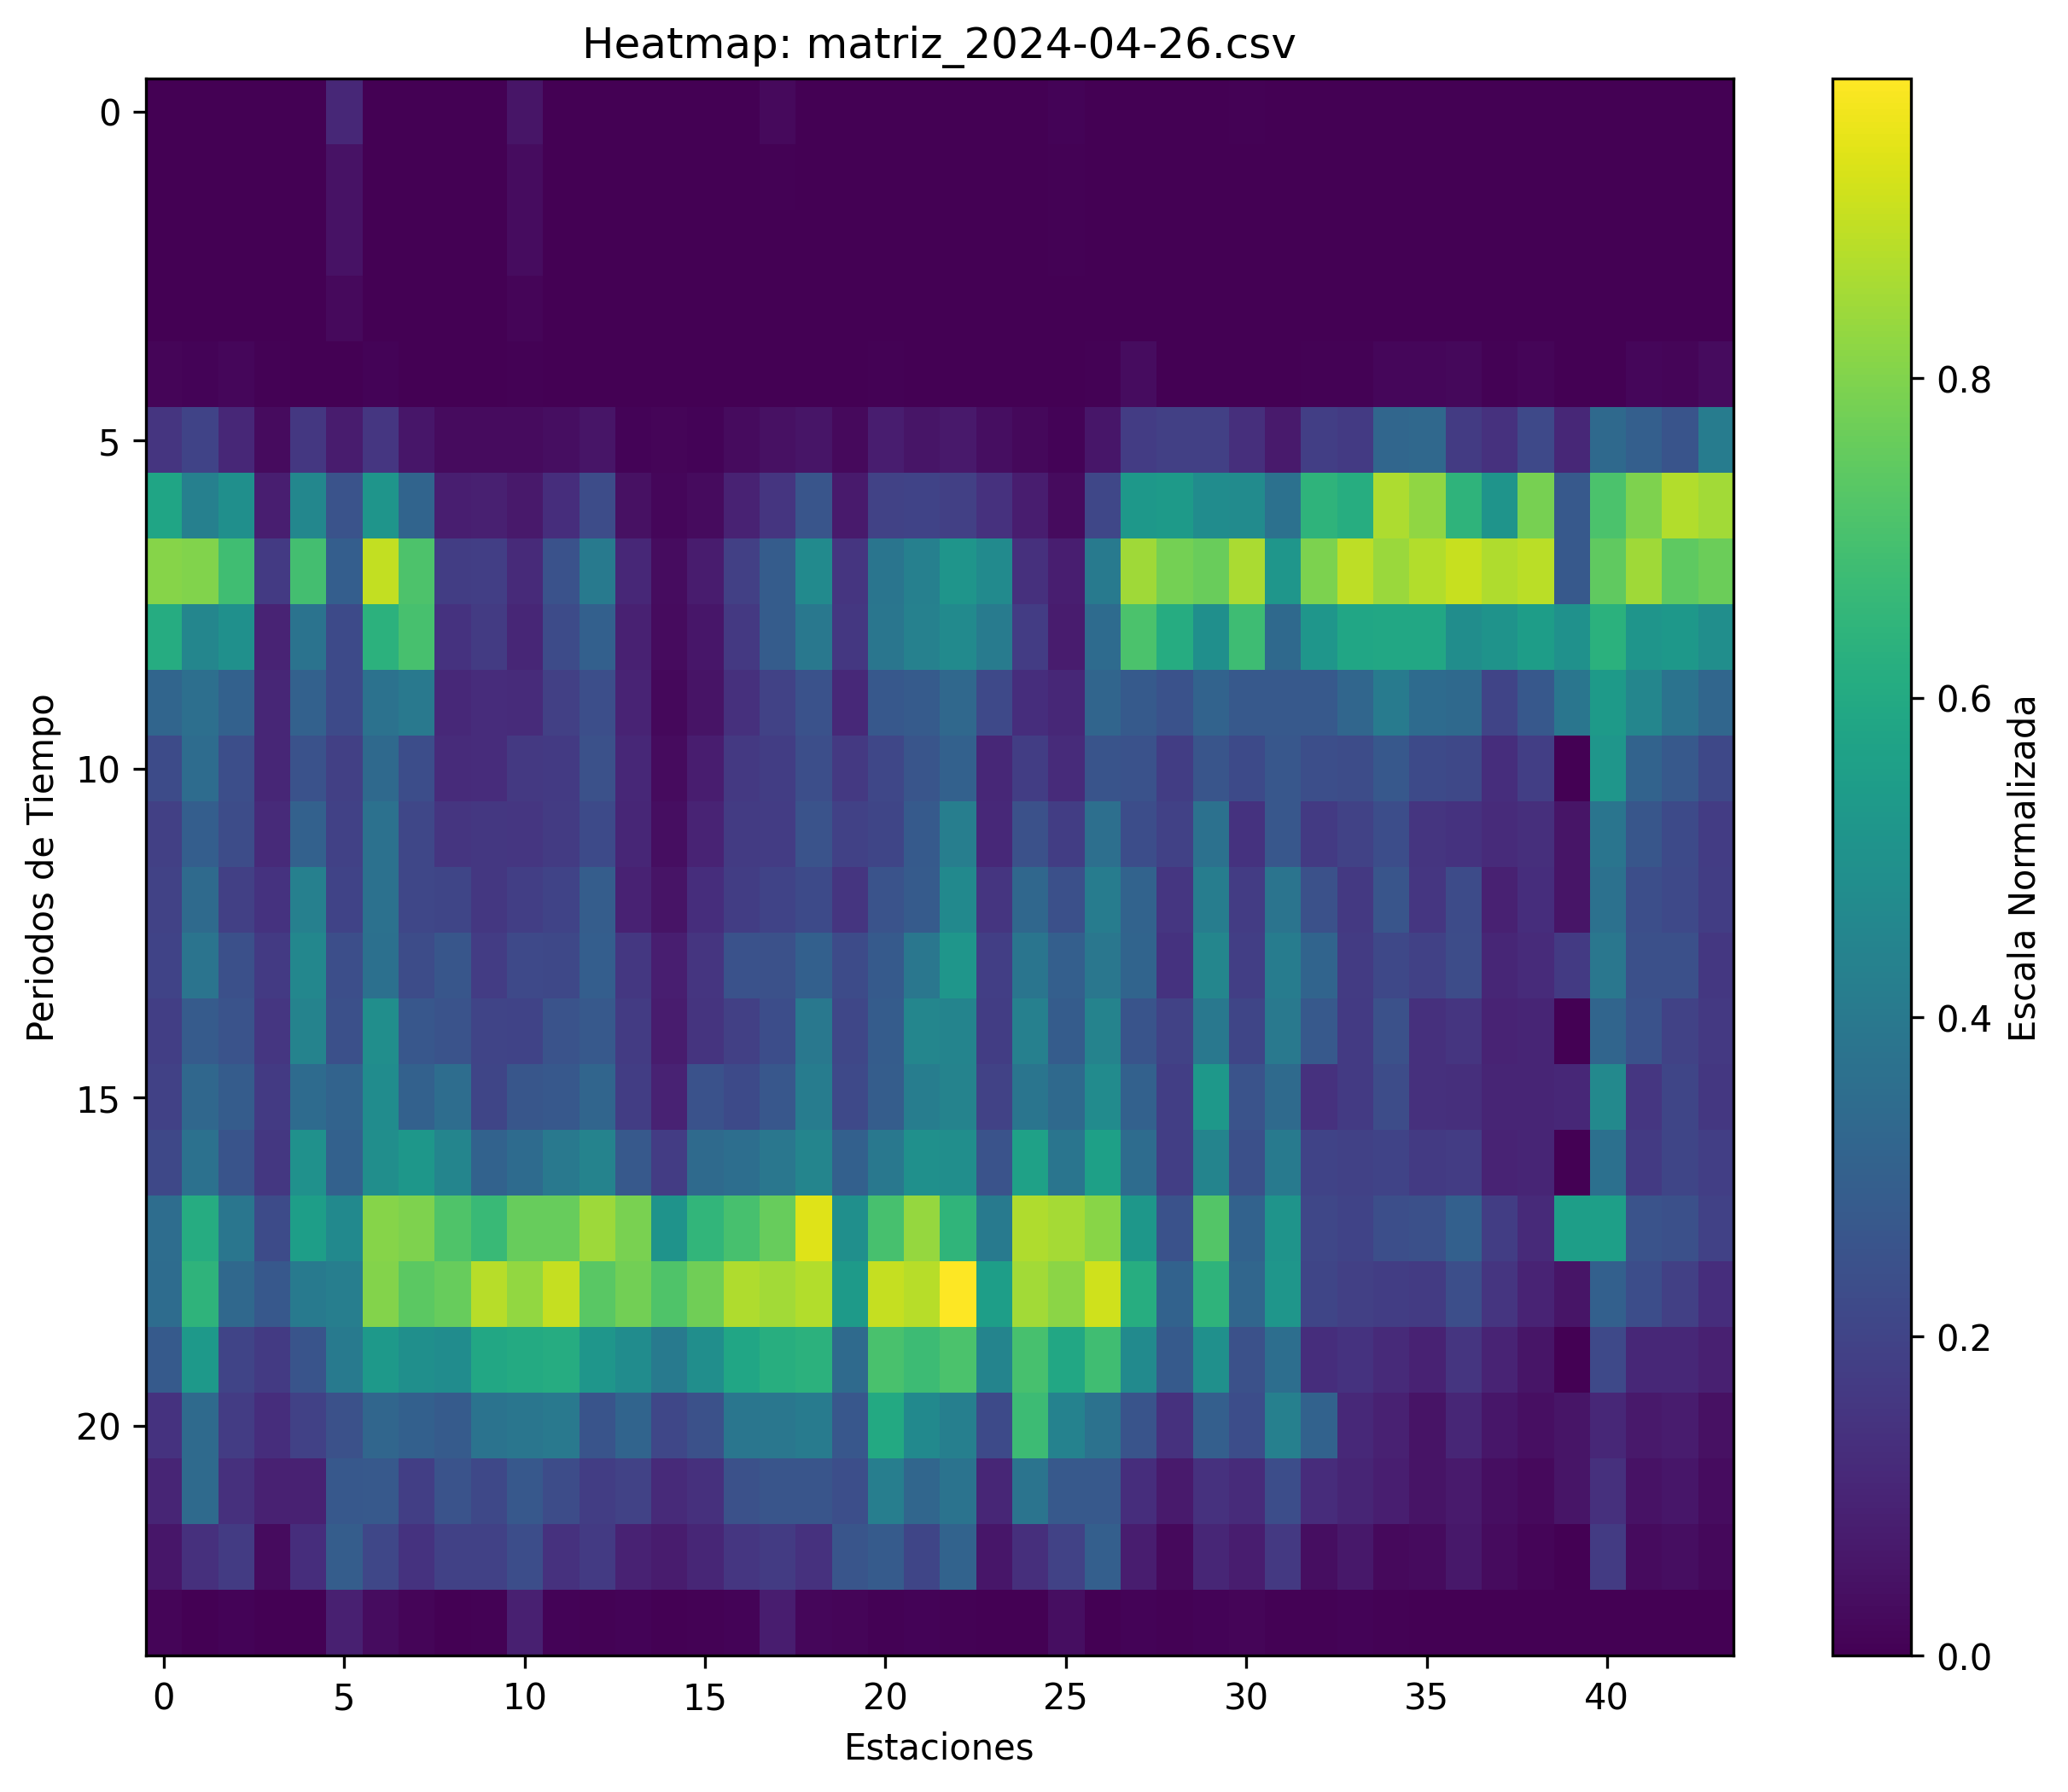 Heatmap: matriz_2024-04-26.csv
Periodos de Tiempo
0
5
10
15
20
0 5 10 15 20 25 30 35 40
Estaciones
0.8
0.6
0.4
0.2
0.0
Escala Normalizada